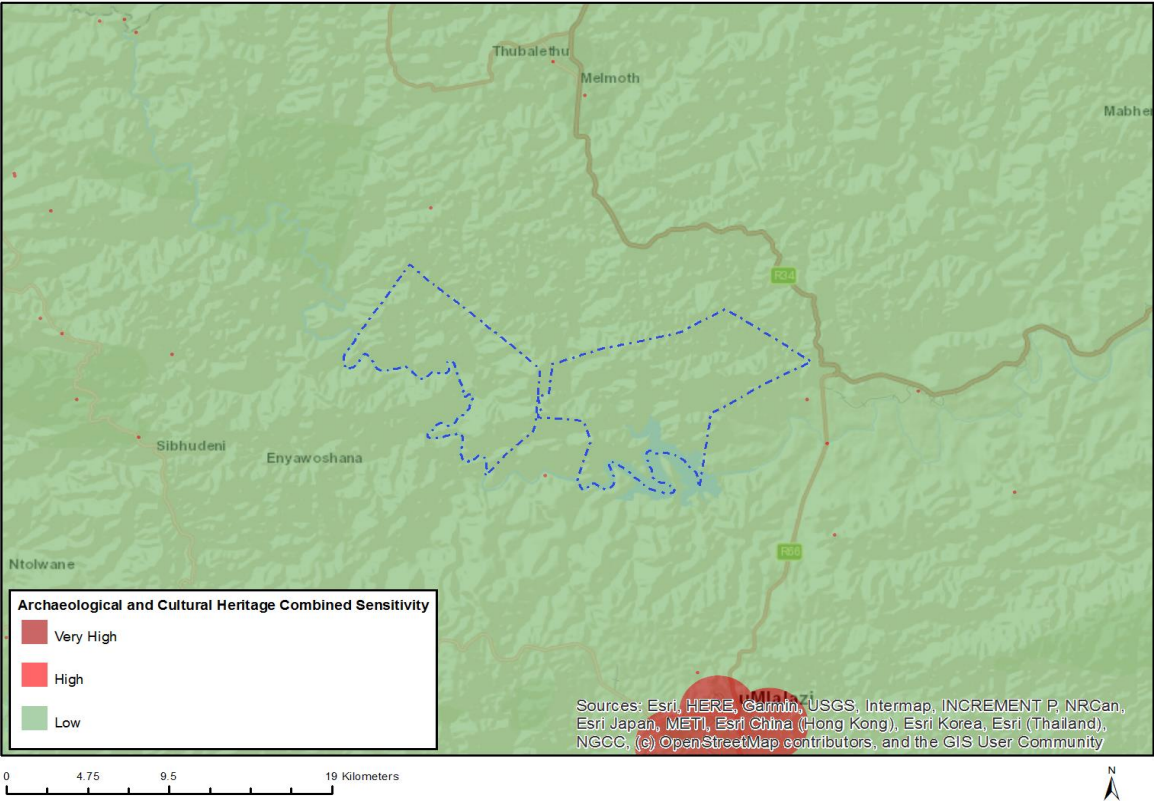 Thubalethu
Melmoth
Mabher
R34
Sibhudeni
Enyawoshana
R66
Ntolwane
Archaeological and Cultural Heritage Combined Sensitivity
Very High
High
Low
uMlalazi
Sources: Esri, HERE, Garmin, USGS, Intermap, INCREMENT P, NRCan,
Esri Japan, METI, Esri China (Hong Kong), Esri Korea, Esri (Thailand),
NGCC, (c) OpenStreetMap contributors, and the GIS User Community
0 4.75 9.5 19 Kilometers
N